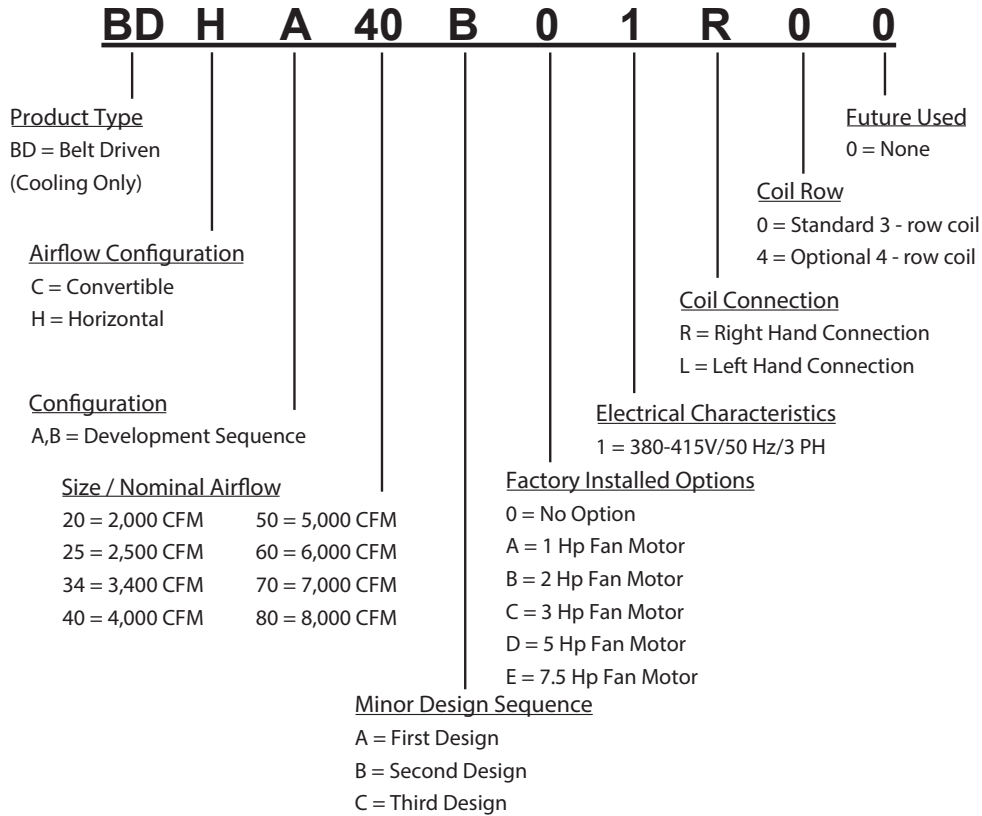 BD H A 40 B 0 1 R 0 0
Product Type
BD = Belt Driven
(Cooling Only)
Airflow Configuration
C = Convertible
H = Horizontal
Configuration
A,B = Development Sequence
Size / Nominal Airflow
20 = 2,000 CFM 50 = 5,000 CFM
25 = 2,500 CFM 60 = 6,000 CFM
34 = 3,400 CFM 70 = 7,000 CFM
40 = 4,000 CFM 80 = 8,000 CFM
Minor Design Sequence
A = First Design
B = Second Design
C = Third Design
Factory Installed Options
0 = No Option
A = 1 Hp Fan Motor
B = 2 Hp Fan Motor
C = 3 Hp Fan Motor
D = 5 Hp Fan Motor
E = 7.5 Hp Fan Motor
Electrical Characteristics
1 = 380-415V/50 Hz/3 PH
Coil Connection
R = Right Hand Connection
L = Left Hand Connection
Coil Row
0 = Standard 3 - row coil
4 = Optional 4 - row coil
Future Used
0 = None